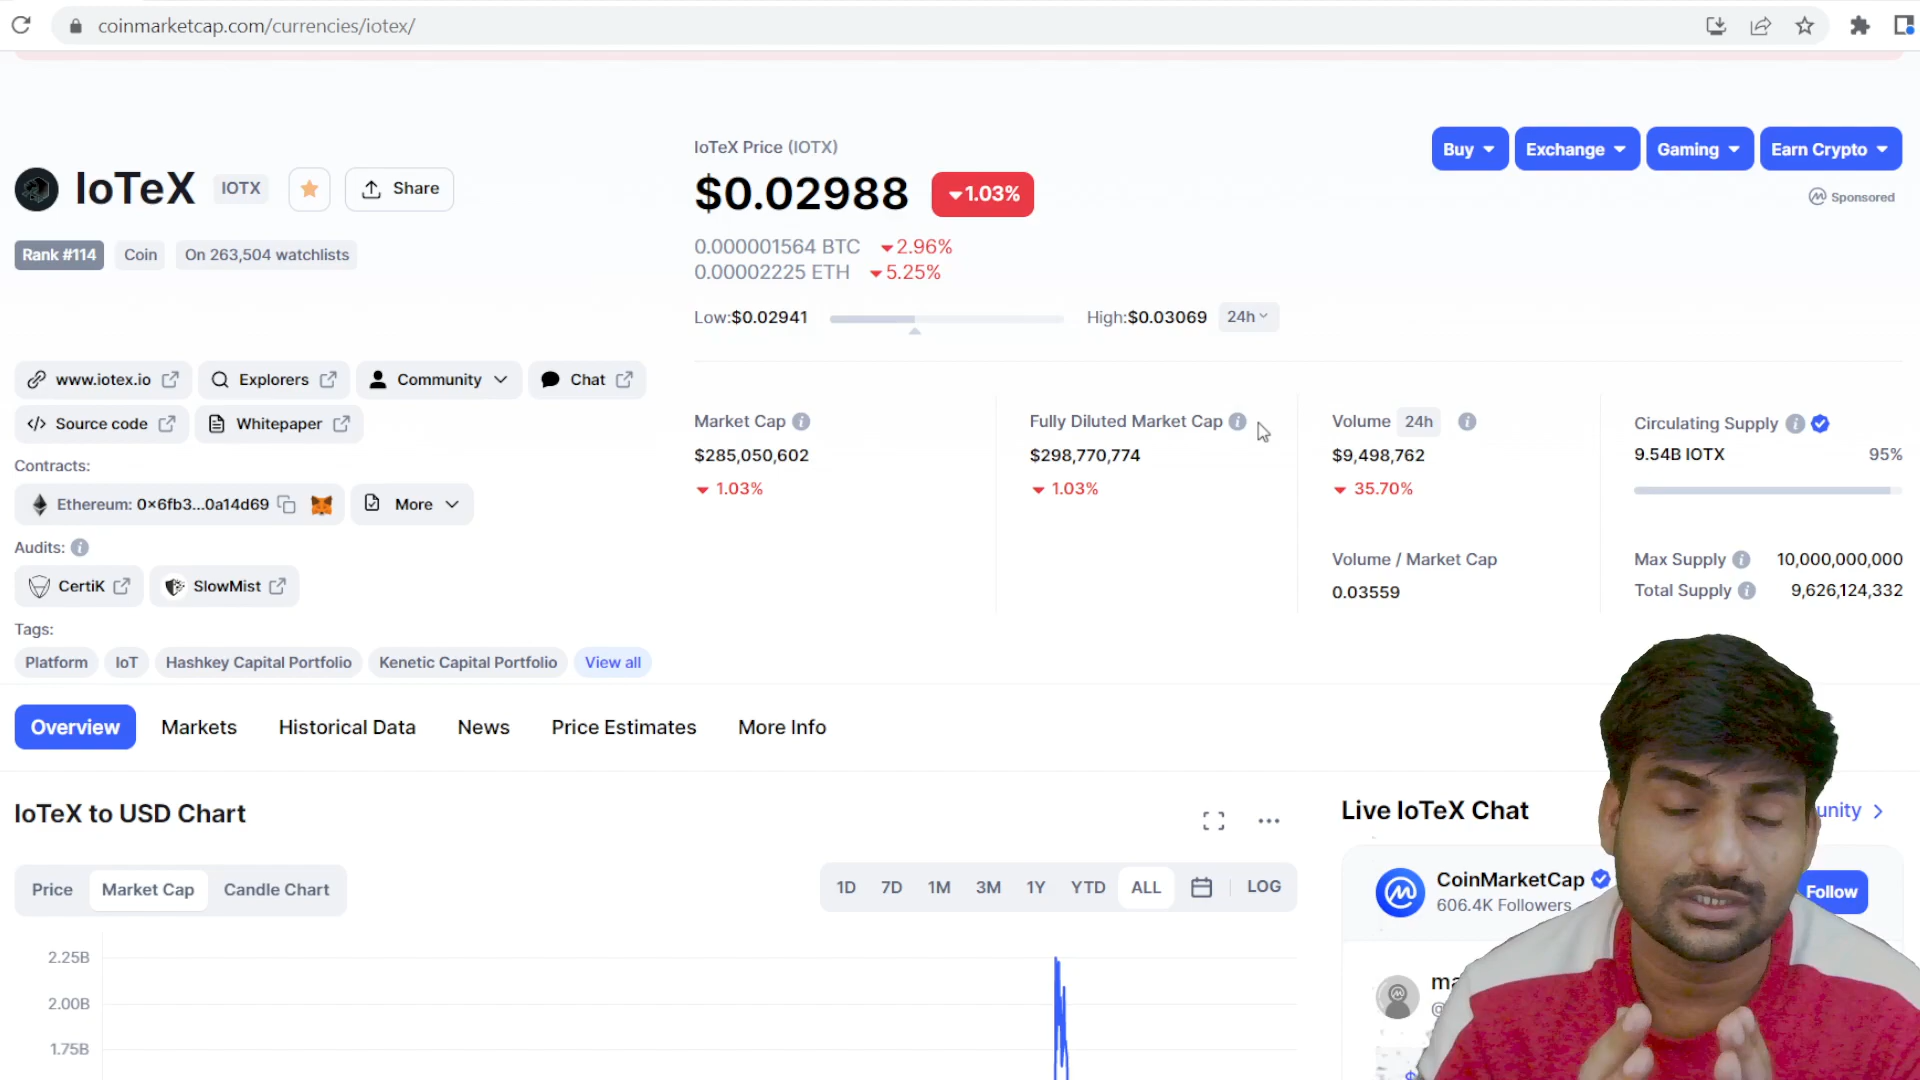 coinmarketcap.com/currencies/iotex/
IoTeX IOTX Share
Rank #114 Coin On 263,504 watchlists
www.iotex.io Explorers Community Chat
Source code Whitepaper
Contracts:
Ethereum: 0x6fb3...0a14d69 More
Audits:
CertiK SlowMist
Tags:
Platform IoT Hashkey Capital Portfolio Kenetic Capital Portfolio View all
IoTeX Price (IOTX)
$0.02988 1.03%
0.000001564 BTC 2.96%
0.00002225 ETH 5.25%
Low:$0.02941 High:$0.03069 24h
Buy Exchange Gaming Earn Crypto
Sponsored
Market Cap
$285,050,602
1.03%
Fully Diluted Market Cap
$298,770,774
1.03%
Volume 24h
$9,498,762
35.70%
Volume / Market Cap
0.03559
Circulating Supply
9.54B IOTX 95%
Max Supply 10,000,000,000
Total Supply 9,626,124,332
Overview Markets Historical Data News Price Estimates More Info
IoTeX to USD Chart
Price Market Cap Candle Chart
1D 7D 1M 3M 1Y YTD ALL LOG
2.25B
2.00B
1.75B
Live IoTeX Chat
unity
CoinMarketCap
606.4K Followers
Follow
ma
@